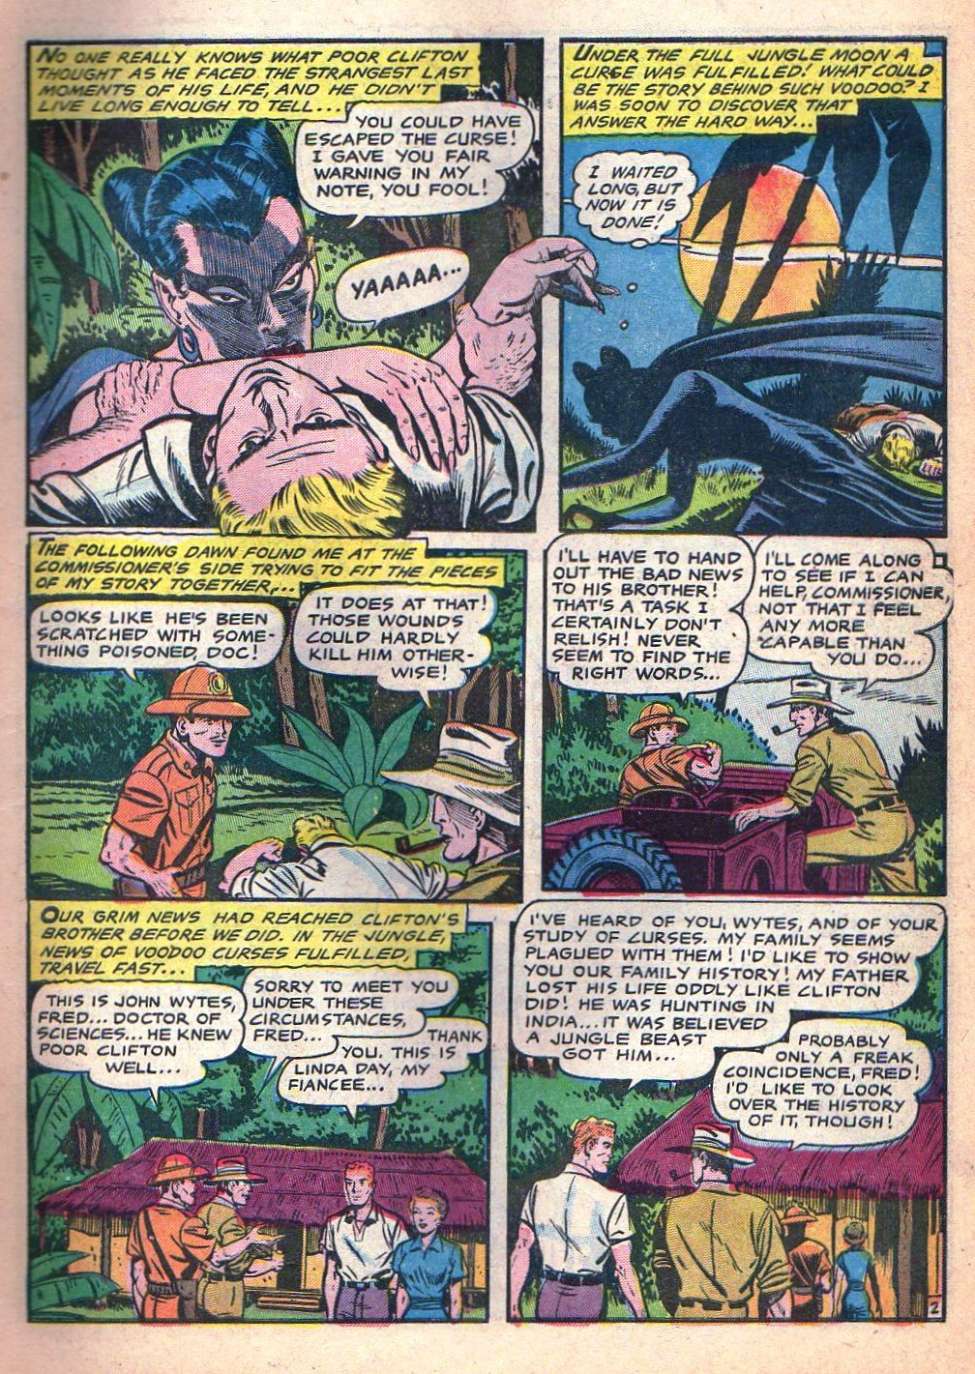 NO ONE REALLY KNOWS WHAT POOR CLIFTON
THOUGHT AS HE FACED THE STRANGEST LAST
MOMENTS OF HIS LIFE, AND HE DIDN'T
LIVE LONG ENOUGH TO TELL...
YOU COULD HAVE
ESCAPED THE CURSE!
I GAVE YOU FAIR
WARNING IN MY
NOTE, YOU FOOL!
YAAAAA...
UNDER THE FULL JUNGLE MOON A
CURSE WAS FULFILLED! WHAT COULD
BE THE STORY BEHIND SUCH VOODOO? I
WAS SOON TO DISCOVER THAT
ANSWER THE HARD WAY...
I WAITED
LONG, BUT
NOW IT IS
DONE!
THE FOLLOWING DAWN FOUND ME AT THE
COMMISSIONER'S SIDE TRYING TO FIT THE PIECES
OF MY STORY TOGETHER,...
LOOKS LIKE HE'S BEEN
SCRATCHED WITH SOME-
THING POISONED, DOC!
IT DOES AT THAT!
THOSE WOUNDS
COULD HARDLY
KILL HIM OTHER-
WISE!
I'LL HAVE TO HAND
OUT THE BAD NEWS
TO HIS BROTHER!
THAT'S A TASK I
CERTAINLY DON'T
RELISH! NEVER
SEEM TO FIND THE
RIGHT WORDS...
I'LL COME ALONG
TO SEE IF I CAN
HELP, COMMISSIONER,
NOT THAT I FEEL
ANY MORE
CAPABLE THAN
YOU DO...
OUR GRIM NEWS HAD REACHED CLIFTON'S
BROTHER BEFORE WE DID. IN THE JUNGLE,
NEWS OF VOODOO CURSES FULFILLED,
TRAVEL FAST...
THIS IS JOHN WYTES,
FRED... DOCTOR OF
SCIENCES... HE KNEW
POOR CLIFTON
WELL...
SORRY TO MEET YOU
UNDER THESE
CIRCUMSTANCES,
FRED...
THANK
YOU. THIS IS
LINDA DAY, MY
FIANCEE...
I'VE HEARD OF YOU, WYTES, AND OF YOUR
STUDY OF CURSES. MY FAMILY SEEMS
PLAGUED WITH THEM! I'D LIKE TO SHOW
YOU OUR FAMILY HISTORY! MY FATHER
LOST HIS LIFE ODDLY LIKE CLIFTON
DID! HE WAS HUNTING IN
INDIA... IT WAS BELIEVED
A JUNGLE BEAST
GOT HIM...
PROBABLY
ONLY A FREAK
COINCIDENCE, FRED!
I'D LIKE TO LOOK
OVER THE HISTORY
OF IT, THOUGH!
2